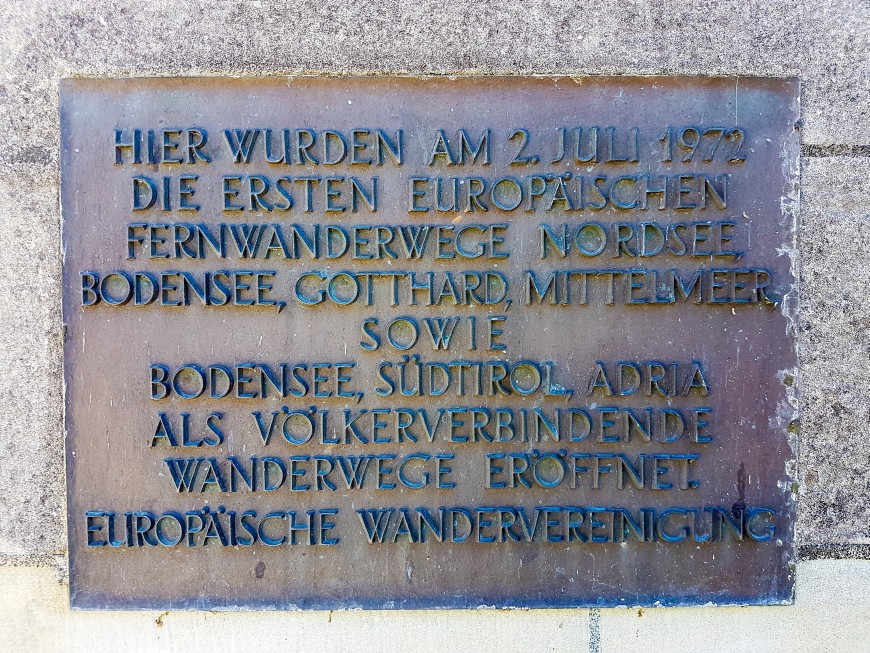 HIER WURDEN AM 2. JULI 1972
DIE ERSTEN EUROPÄISCHEN
FERNWANDERWEGE NORDSEE,
BODENSEE, GOTTHARD, MITTELMEER
SOWIE
BODENSEE, SÜDTIROL, ADRIA
ALS VÖLKERVERBINDENDE
WANDERWEGE ERÖFFNET.
EUROPÄISCHE WANDERVEREINIGUNG